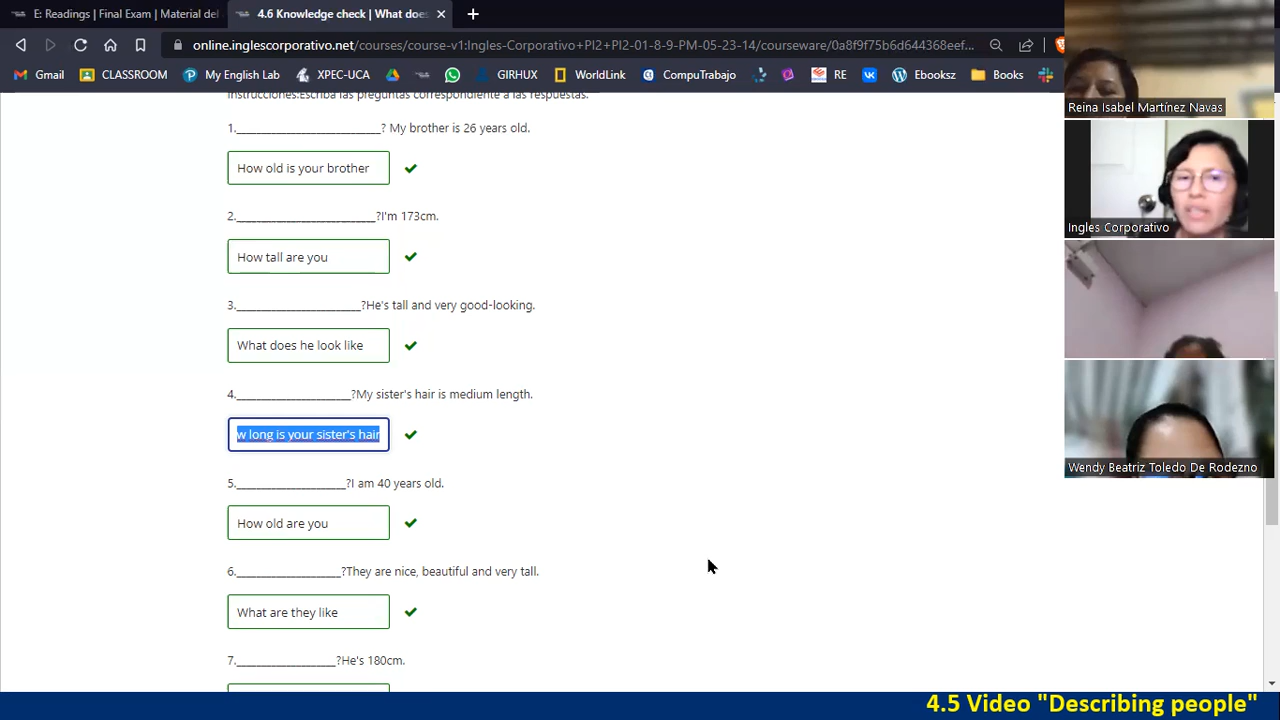 E: Readings | Final Exam | Material del
4.6 Knowledge check | What does
online.inglescorporativo.net/courses/course-v1:Ingles-Corporativo+PI2+PI2-01-8-9-PM-05-23-14/courseware/0a8f9f75b6d644368eef...
Gmail CLASSROOM My English Lab XPEC-UCA GIRHUX WorldLink CompuTrabajo RE Ebooksz Books
Instrucciones:Escriba las preguntas correspondiente a las respuestas.
1.__________________________? My brother is 26 years old.
How old is your brother
2._________________________?I'm 173cm.
How tall are you
3.______________________?He's tall and very good-looking.
What does he look like
4.____________________?My sister's hair is medium length.
w long is your sister's hair
5.___________________?I am 40 years old.
How old are you
6.__________________?They are nice, beautiful and very tall.
What are they like
7.__________________?He's 180cm.
Reina Isabel Martínez Navas
Ingles Corporativo
Wendy Beatriz Toledo De Rodezno
4.5 Video "Describing people"